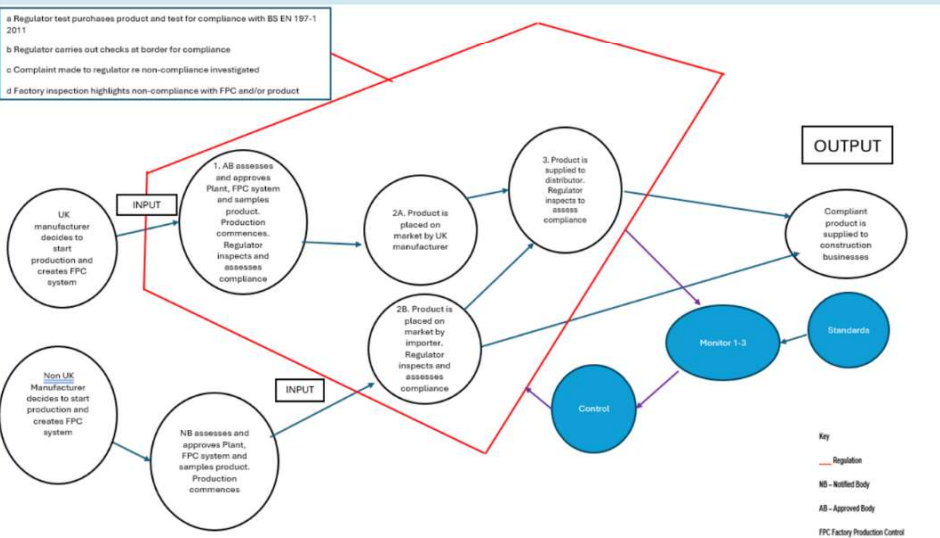 a Regulator test purchases product and test for compliance with BS EN 197-1
2011
b Regulator carries out checks at border for compliance
c Complaint made to regulator re non-compliance investigated
d Factory inspection highlights non-compliance with FPC and/or product
OUTPUT
INPUT
UK
manufacturer
decides to
start
production and
creates FPC
system
1. AB assesses
and approves
Plant, FPC system
and samples
product.
Production
commences.
Regulator
inspects and
assesses
compliance
2A. Product is
placed on
market by UK
manufacturer
3. Product is
supplied to
distributor.
Regulator
inspects to
assess
compliance
Compliant
product is
supplied to
construction
businesses
2B. Product is
placed on
market by
importer.
Regulator
inspects and
assesses
compliance
Monitor 1-3
Standards
Non UK
Manufacturer
decides to start
production and
creates FPC
system
INPUT
Control
NB assesses and
approves Plant,
FPC system and
samples product.
Production
commences
Key
___ Regulation
NB – Notified Body
AB – Approved Body
FPC Factory Production Control